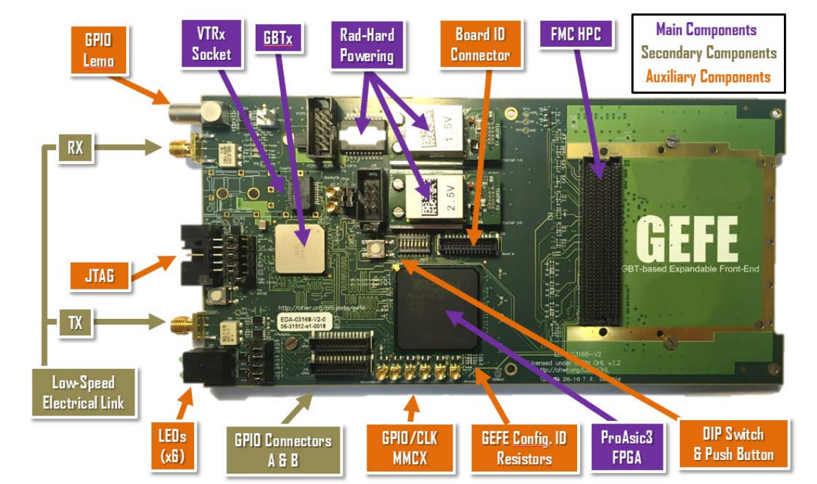 GPIO
Lemo
VTRx
Socket
GBTx
Rad-Hard
Powering
Board ID
Connector
FMC HPC
Main Components
Secondary Components
Auxiliary Components
RX
1.5V
2.5V
JTAG
GEFE
GBT-based Expandable Front-End
TX
EDA-03168-V2-0
Low-Speed
Electrical Link
LEDs
(x6)
GPIO Connectors
A & B
GPIO/CLK
MMCX
GEFE Config. ID
Resistors
ProAsic3
FPGA
DIP Switch
& Push Button